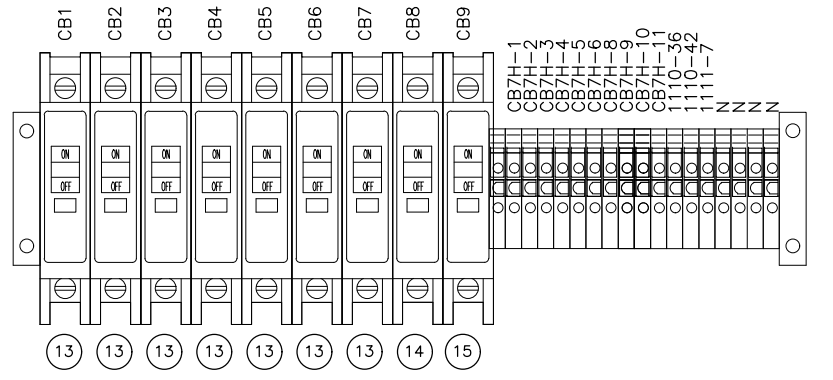 CB1
CB2
CB3
CB4
CB5
CB6
CB7
CB8
CB9
CB7H-1
CB7H-2
CB7H-3
CB7H-4
CB7H-5
CB7H-6
CB7H-8
CB7H-9
CB7H-10
CB7H-11
1110-36
1110-42
1111-7
N
N
N
N
ON
ON
ON
ON
ON
ON
ON
ON
ON
OFF
OFF
OFF
OFF
OFF
OFF
OFF
OFF
OFF
13
13
13
13
13
13
13
14
15